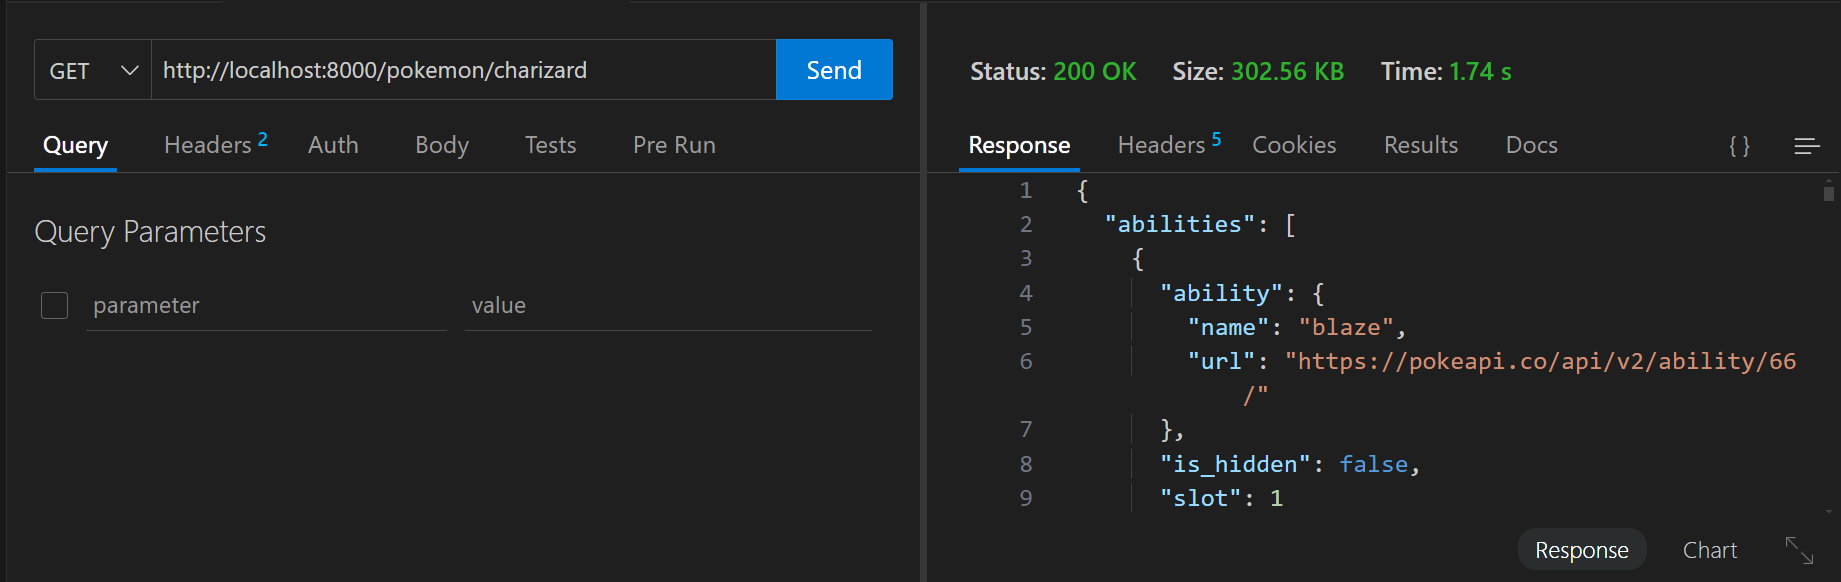 GET http://localhost:8000/pokemon/charizard Send
Query Headers 2 Auth Body Tests Pre Run
Query Parameters
parameter value
Status: 200 OK Size: 302.56 KB Time: 1.74 s
Response Headers 5 Cookies Results Docs { }
1 {
2 "abilities": [
3 {
4 "ability": {
5 "name": "blaze",
6 "url": "https://pokeapi.co/api/v2/ability/66
/"
7 },
8 "is_hidden": false,
9 "slot": 1
Response Chart